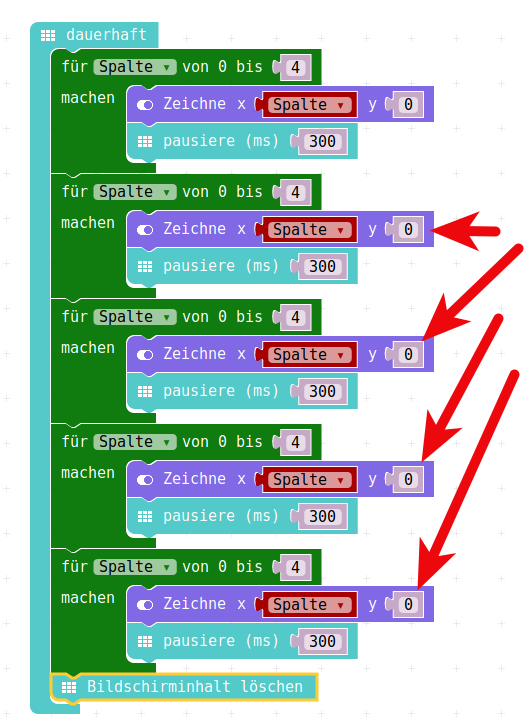 dauerhaft
für Spalte von 0 bis 4
machen Zeichne x Spalte y 0
pausiere (ms) 300
für Spalte von 0 bis 4
machen Zeichne x Spalte y 0
pausiere (ms) 300
für Spalte von 0 bis 4
machen Zeichne x Spalte y 0
pausiere (ms) 300
für Spalte von 0 bis 4
machen Zeichne x Spalte y 0
pausiere (ms) 300
für Spalte von 0 bis 4
machen Zeichne x Spalte y 0
pausiere (ms) 300
Bildschirminhalt löschen